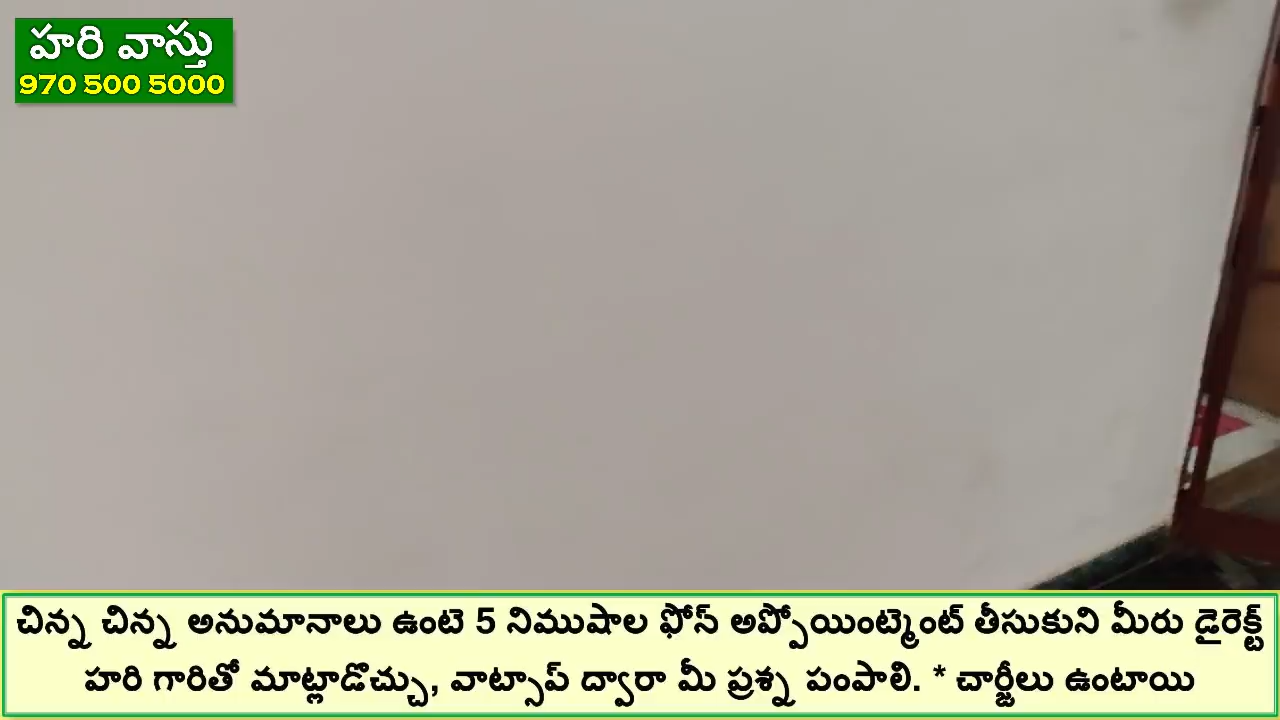 హరి వాస్తు
970 500 5000
చిన్న చిన్న అనుమానాలు ఉంటె 5 నిముషాల ఫోన్ అప్పోయింట్మెంట్ తీసుకుని మీరు డైరెక్ట్
హరి గారితో మాట్లాడొచ్చు, వాట్సాప్ ద్వారా మీ ప్రశ్న పంపాలి. * చార్జీలు ఉంటాయి